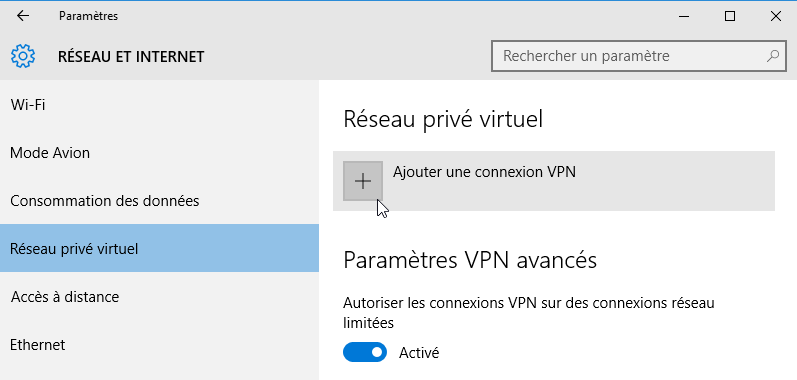 Paramètres
RÉSEAU ET INTERNET
Rechercher un paramètre
Wi-Fi
Mode Avion
Consommation des données
Réseau privé virtuel
Accès à distance
Ethernet
Réseau privé virtuel
Ajouter une connexion VPN
Paramètres VPN avancés
Autoriser les connexions VPN sur des connexions réseau
limitées
Activé